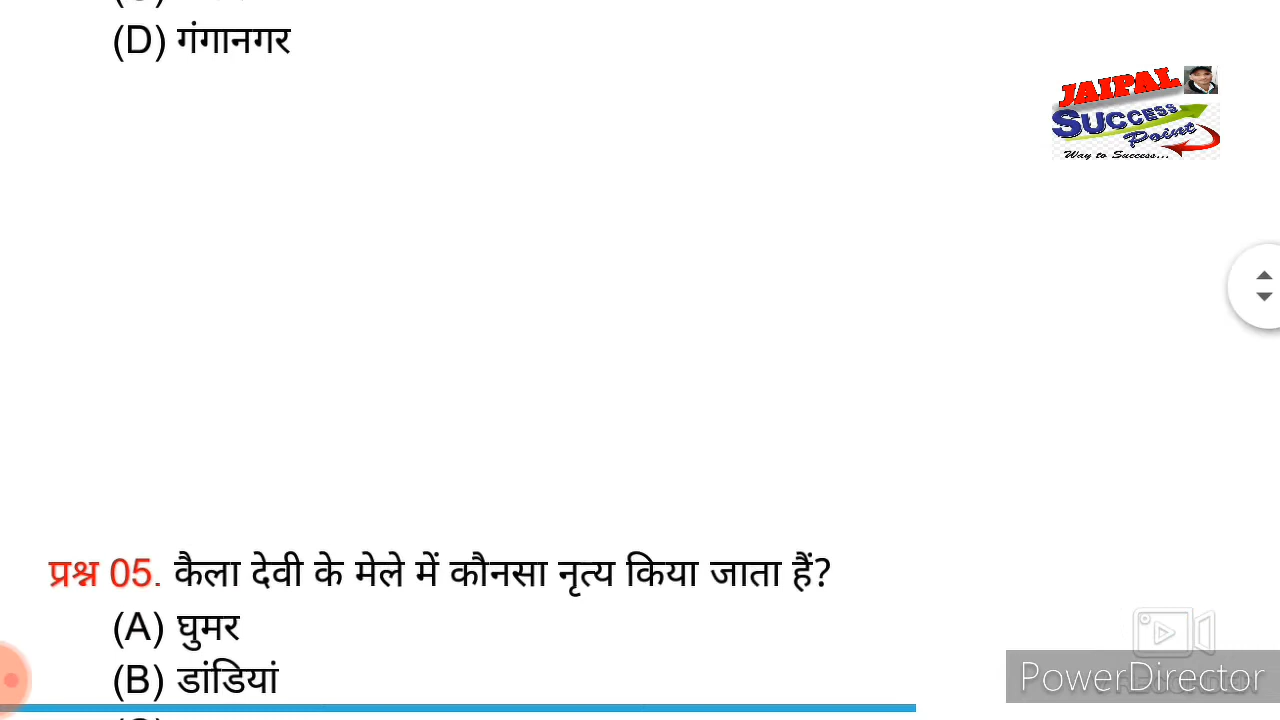 (D) गंगानगर
JAIPAL
SUCCESS
Point
Way to Success...
प्रश्न 05. कैला देवी के मेले में कौनसा नृत्य किया जाता हैं?
(A) घुमर
(B) डांडियां
PowerDirector